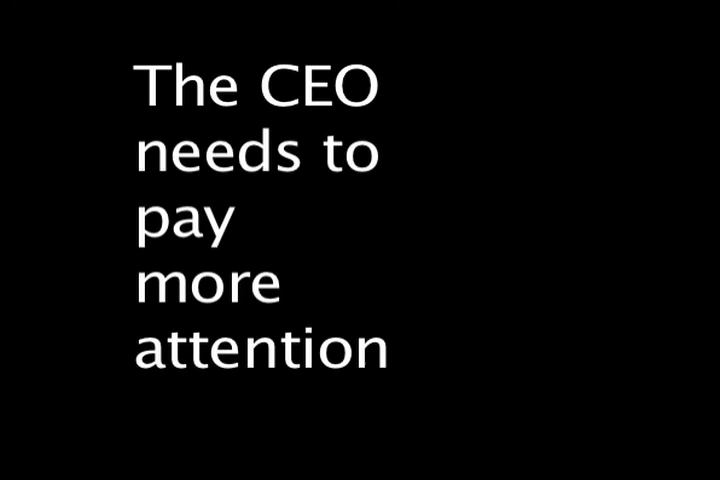 The CEO
needs to
pay
more
attention